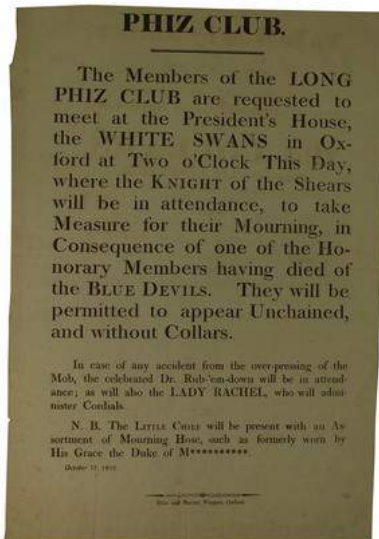 PHIZ CLUB.
The Members of the LONG
PHIZ CLUB are requested to
meet at the President's House,
the WHITE SWANS in Ox-
ford at Two o'Clock This Day,
where the KNIGHT of the Shears
will be in attendance, to take
Measure for their Mourning, in
Consequence of one of the Ho-
norary Members having died of
the BLUE DEVILS. They will be
permitted to appear Unchained,
and without Collars.
In case of any accident from the over-pressing of the
Mob, the celebrated Dr. Rub-'em-down will be in attend-
ance; as will also the LADY RACHEL, who will admi-
nister Cordials.
N. B. The LITTLE CHIEF will be present with an As-
sortment of Mourning Hose, such as formerly worn by
His Grace the Duke of M**********.
October
Printers, Oxford